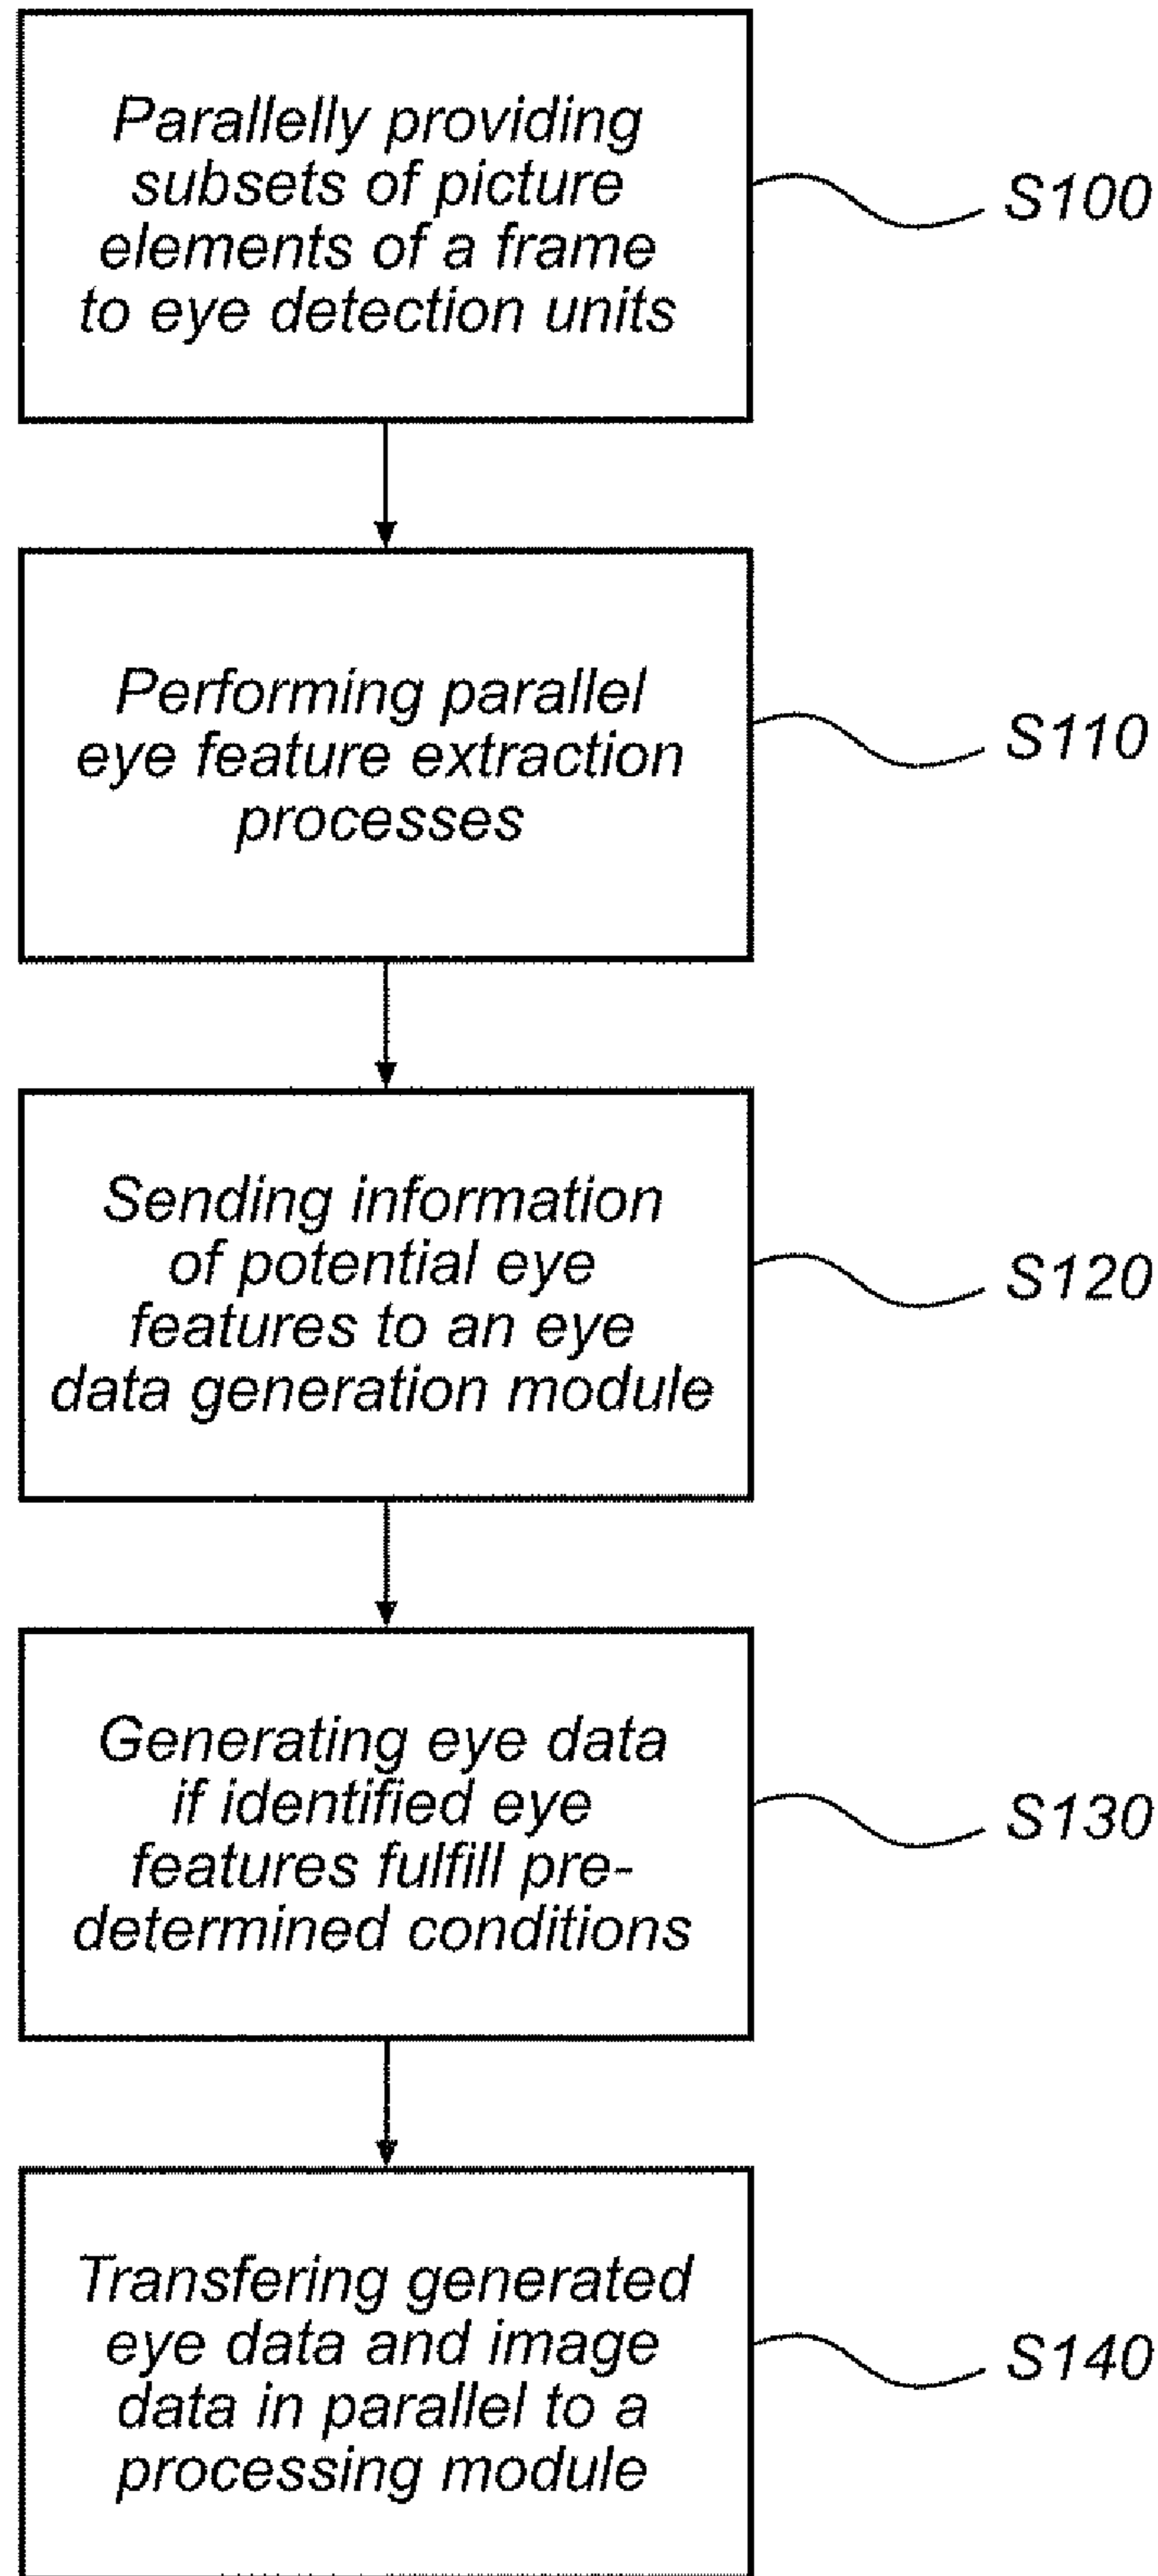 Parallelly providing
subsets of picture
elements of a frame
to eye detection units
S100
Performing parallel
eye feature extraction
processes
S110
Sending information
of potential eye
features to an eye
data generation module
S120
Generating eye data
if identified eye
features fulfill pre-
determined conditions
S130
Transfering generated
eye data and image
data in parallel to a
processing module
S140